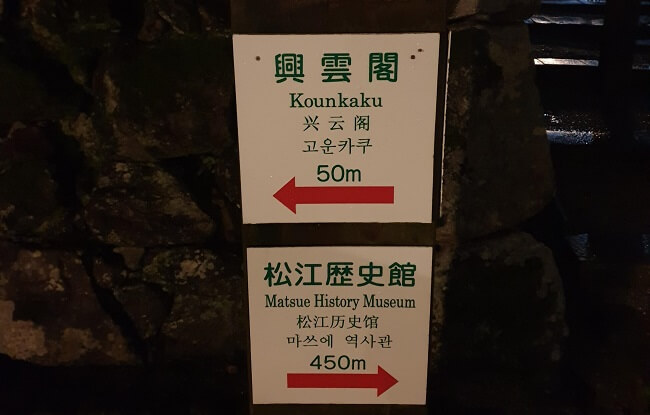 興雲閣
Kounkaku
兴云阁
고운카쿠
50m
松江歴史館
Matsue History Museum
松江历史馆
마쓰에 역사관
450m